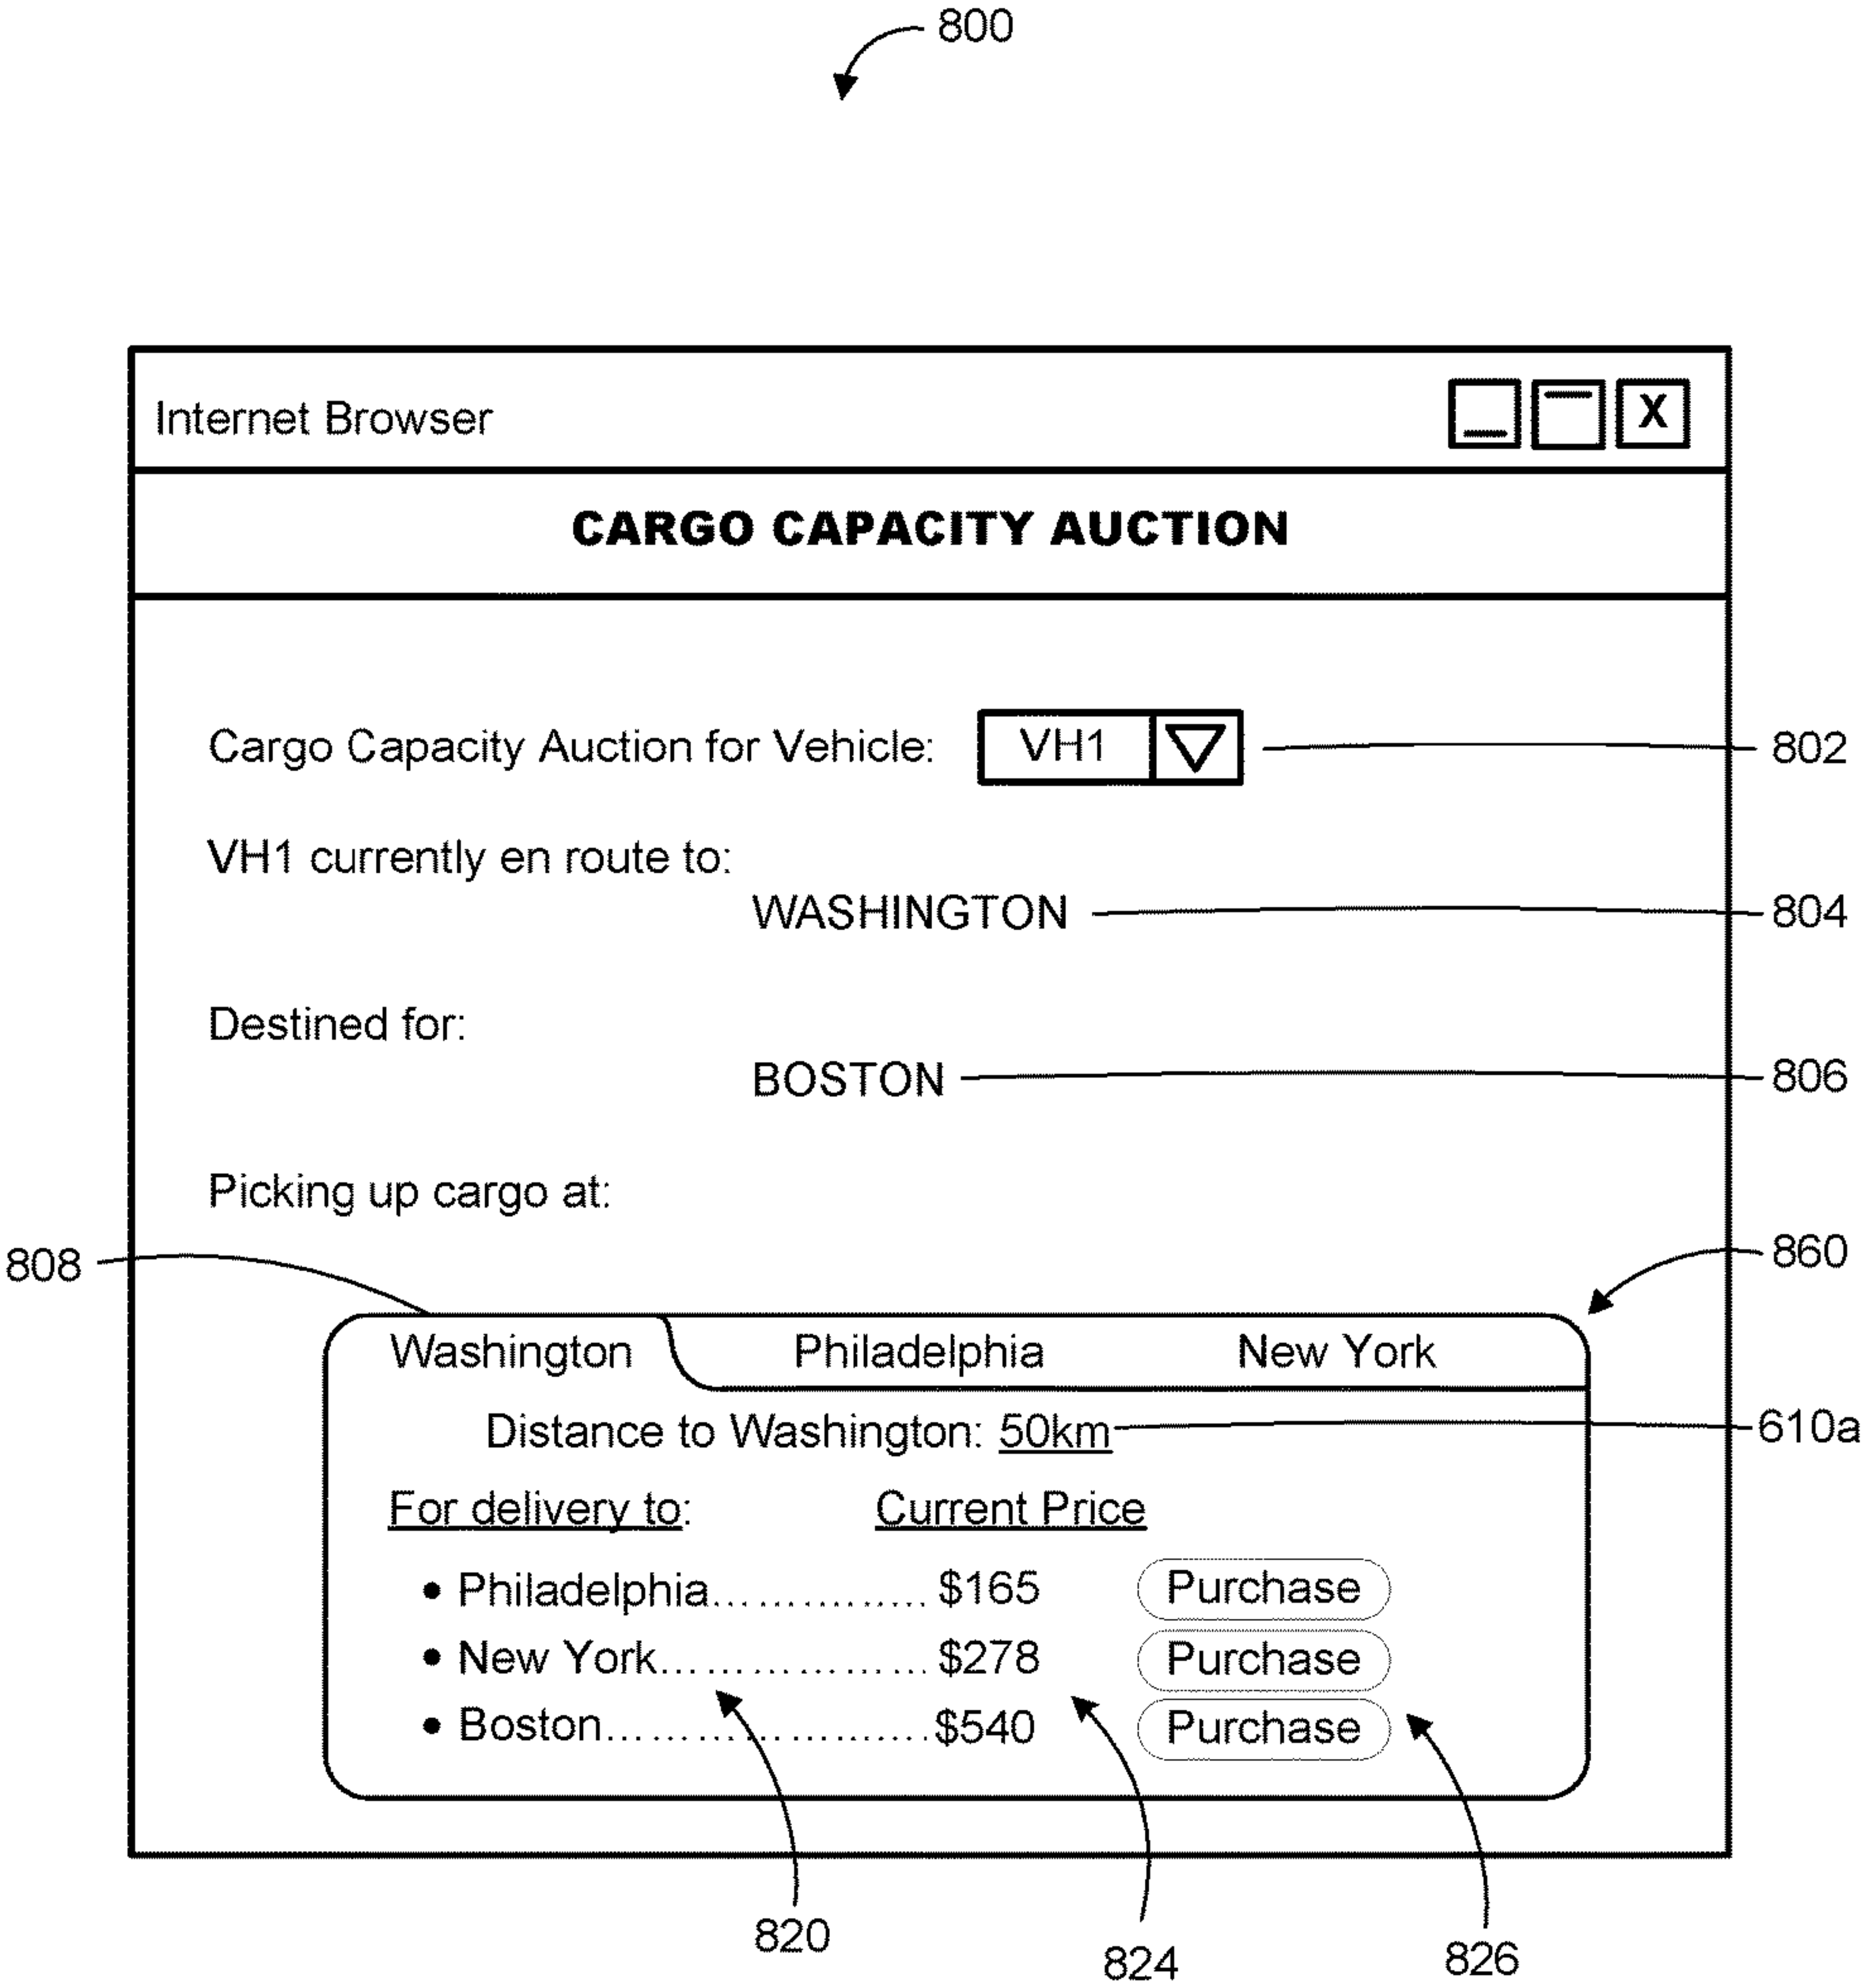 800
Internet Browser
X
CARGO CAPACITY AUCTION
Cargo Capacity Auction for Vehicle: VH1 802
VH1 currently en route to:
WASHINGTON 804
Destined for:
BOSTON 806
Picking up cargo at:
808 860
Washington Philadelphia New York
Distance to Washington: 50km 610a
For delivery to: Current Price
• Philadelphia............... $165 Purchase
• New York.................. $278 Purchase
• Boston...................... $540 Purchase
820 824 826